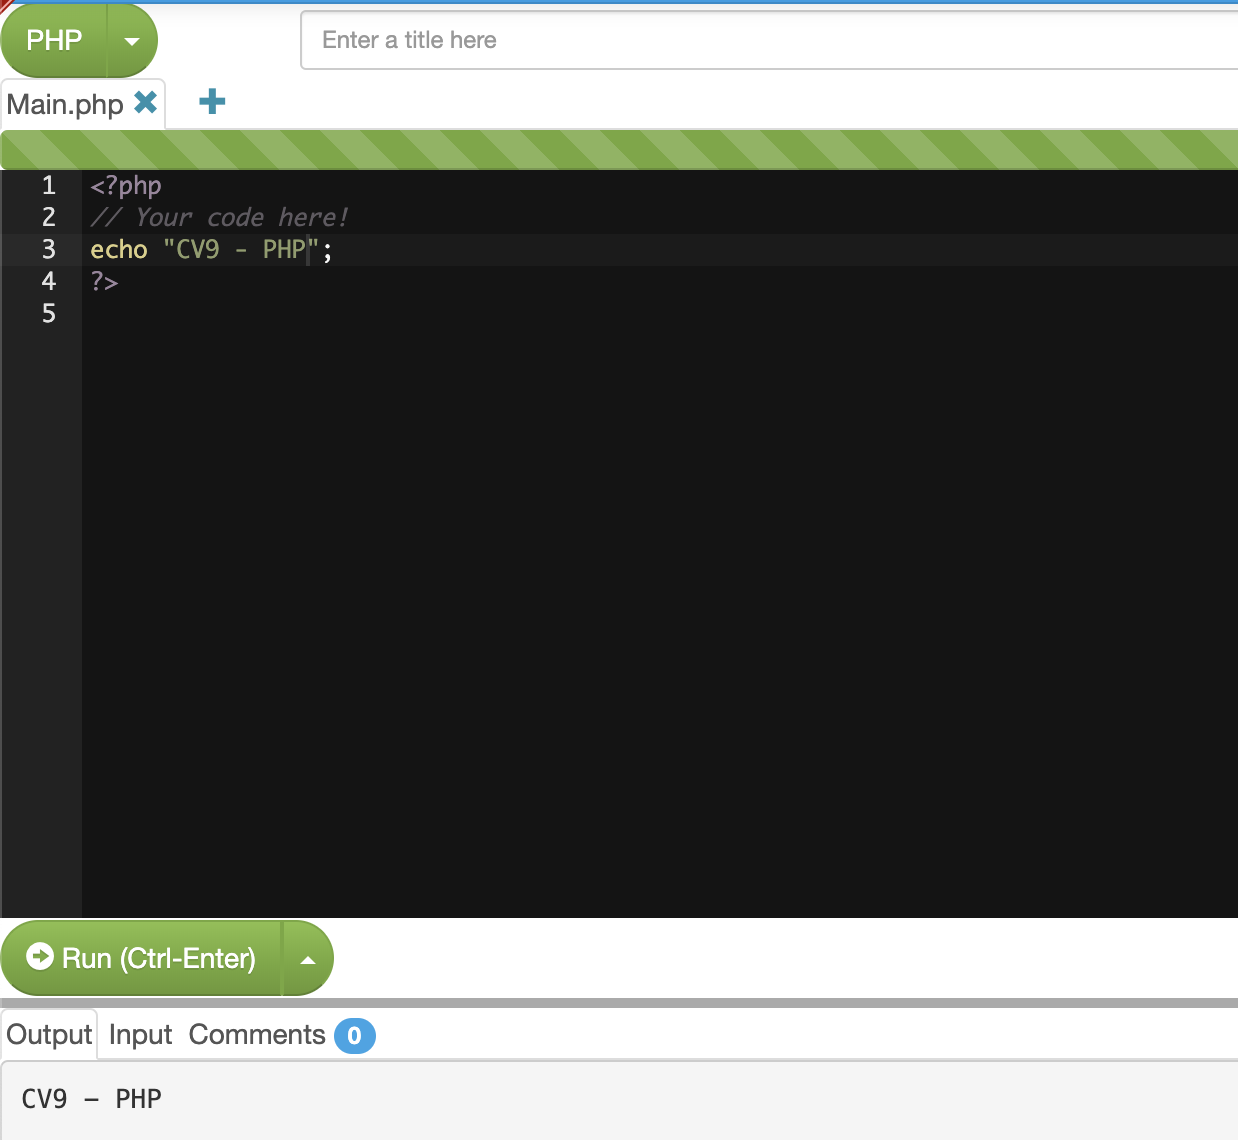 PHP
Enter a title here
Main.php
1 <?php
2 // Your code here!
3 echo "CV9 - PHP";
4 ?>
5
Run (Ctrl-Enter)
Output Input Comments 0
CV9 - PHP